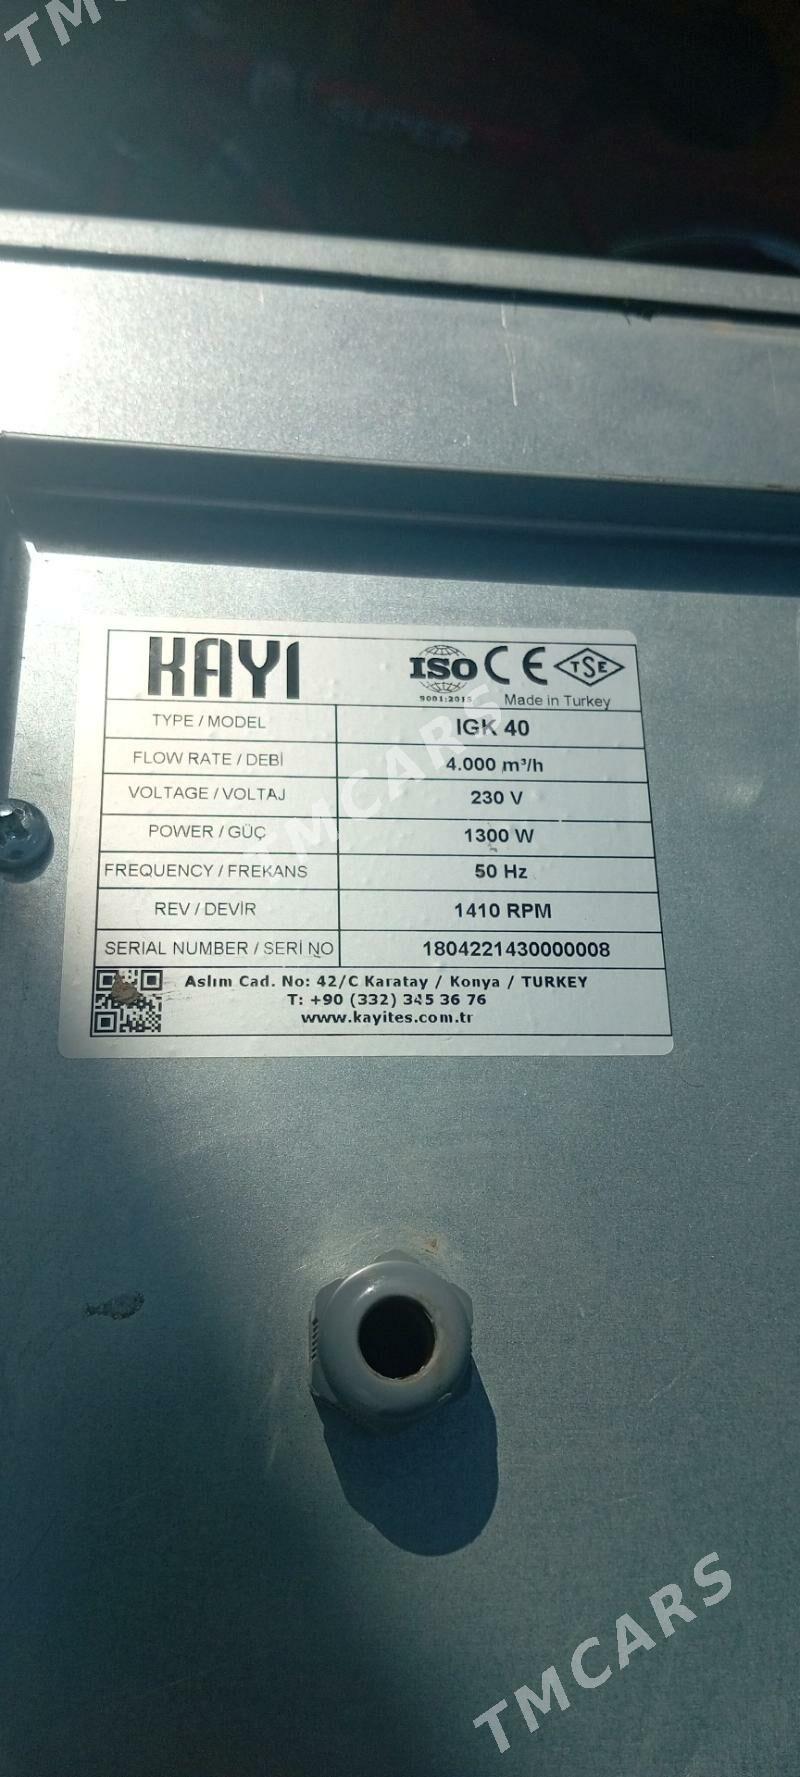 TMCARS
SUPER
KAYI
ISO CE TSE
9001:2015
Made in Turkey
TYPE / MODEL IGK 40
FLOW RATE / DEBİ 4.000 m³/h
VOLTAGE / VOLTAJ 230 V
POWER / GÜÇ 1300 W
FREQUENCY / FREKANS 50 Hz
REV / DEVİR 1410 RPM
SERIAL NUMBER / SERİ NO 1804221430000008
Aslım Cad. No: 42/C Karatay / Konya / TURKEY
T: +90 (332) 345 36 76
www.kayites.com.tr
TMCARS
TMCARS